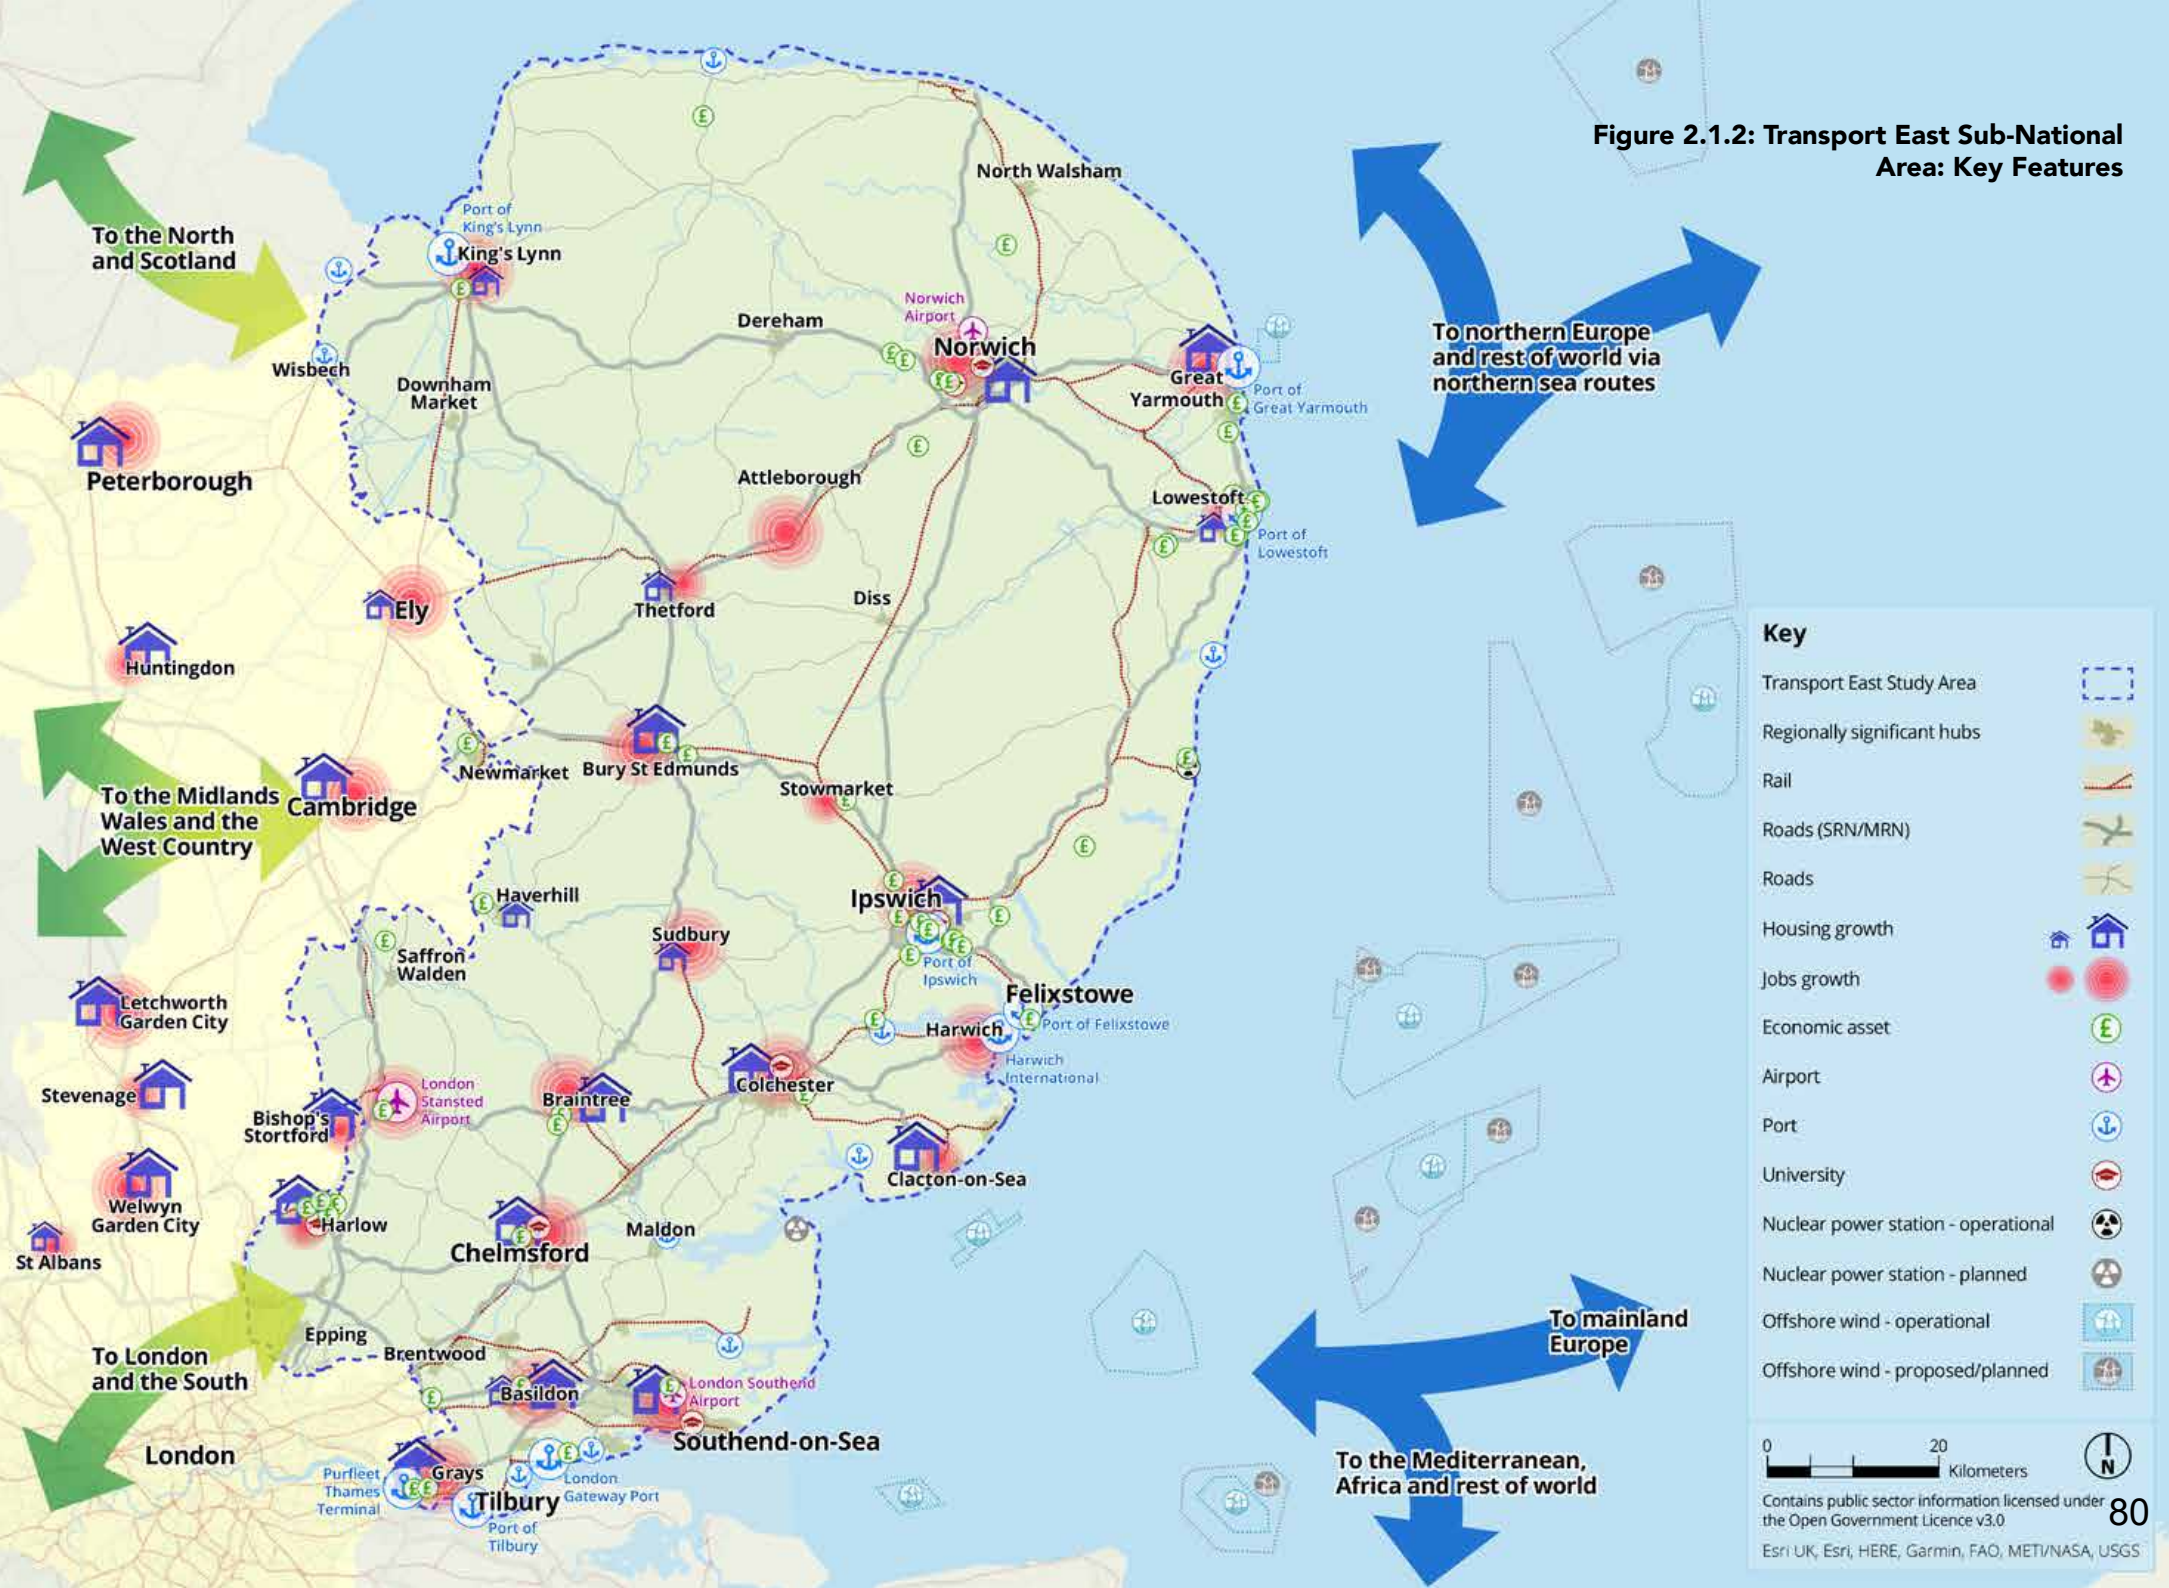 Figure 2.1.2: Transport East Sub-National
Area: Key Features
North Walsham
Port of
King's Lynn
King's Lynn
To the North
and Scotland
Norwich
Airport
Dereham
Norwich
To northern Europe
and rest of world via
northern sea routes
Wisbech
Downham
Market
Great
Yarmouth
Port of
Great Yarmouth
Peterborough
Attleborough
Lowestoft
Port of
Lowestoft
Ely
Thetford
Diss
Huntingdon
Newmarket
Bury St Edmunds
Stowmarket
To the Midlands
Wales and the
West Country
Cambridge
Haverhill
Ipswich
Sudbury
Saffron
Walden
Port of
Ipswich
Felixstowe
Port of Felixstowe
Letchworth
Garden City
Harwich
Harwich
International
Stevenage
London
Stansted
Airport
Braintree
Colchester
Bishop's
Stortford
Clacton-on-Sea
Welwyn
Garden City
Harlow
Maldon
St Albans
Chelmsford
Epping
Brentwood
To London
and the South
Basildon
London Southend
Airport
Southend-on-Sea
London
Purfleet
Thames
Terminal
Grays
London
Gateway Port
Tilbury
Port of
Tilbury
To mainland
Europe
To the Mediterranean,
Africa and rest of world
Key
Transport East Study Area
Regionally significant hubs
Rail
Roads (SRN/MRN)
Roads
Housing growth
Jobs growth
Economic asset
Airport
Port
University
Nuclear power station - operational
Nuclear power station - planned
Offshore wind - operational
Offshore wind - proposed/planned
0 20
Kilometers
N
Contains public sector information licensed under
the Open Government Licence v3.0
80
Esri UK, Esri, HERE, Garmin, FAO, METI/NASA, USGS